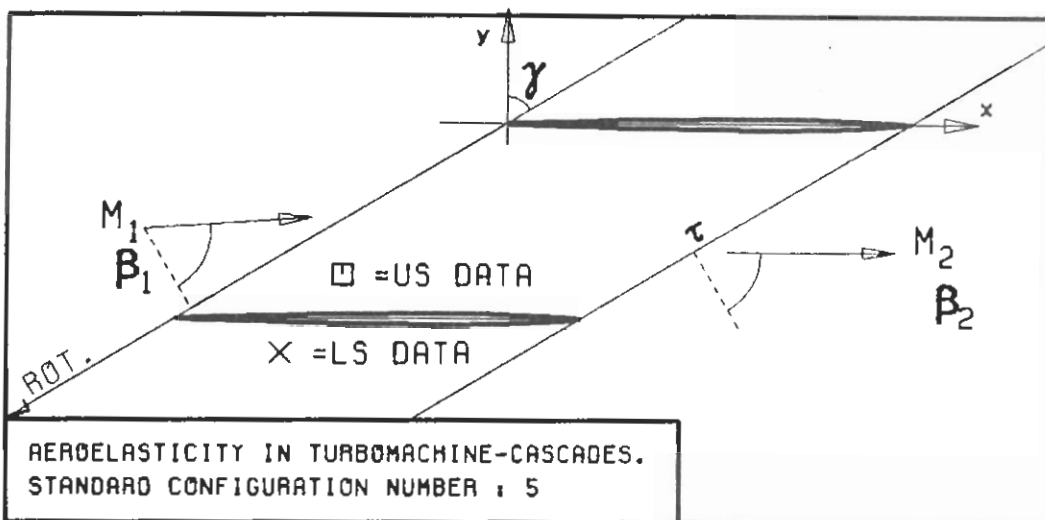 y
γ
x
M₁
β₁
τ
M₂
β₂
□ =US DATA
× =LS DATA
ROT.
AEROELASTICITY IN TURBOMACHINE-CASCADES.
STANDARD CONFIGURATION NUMBER : 5